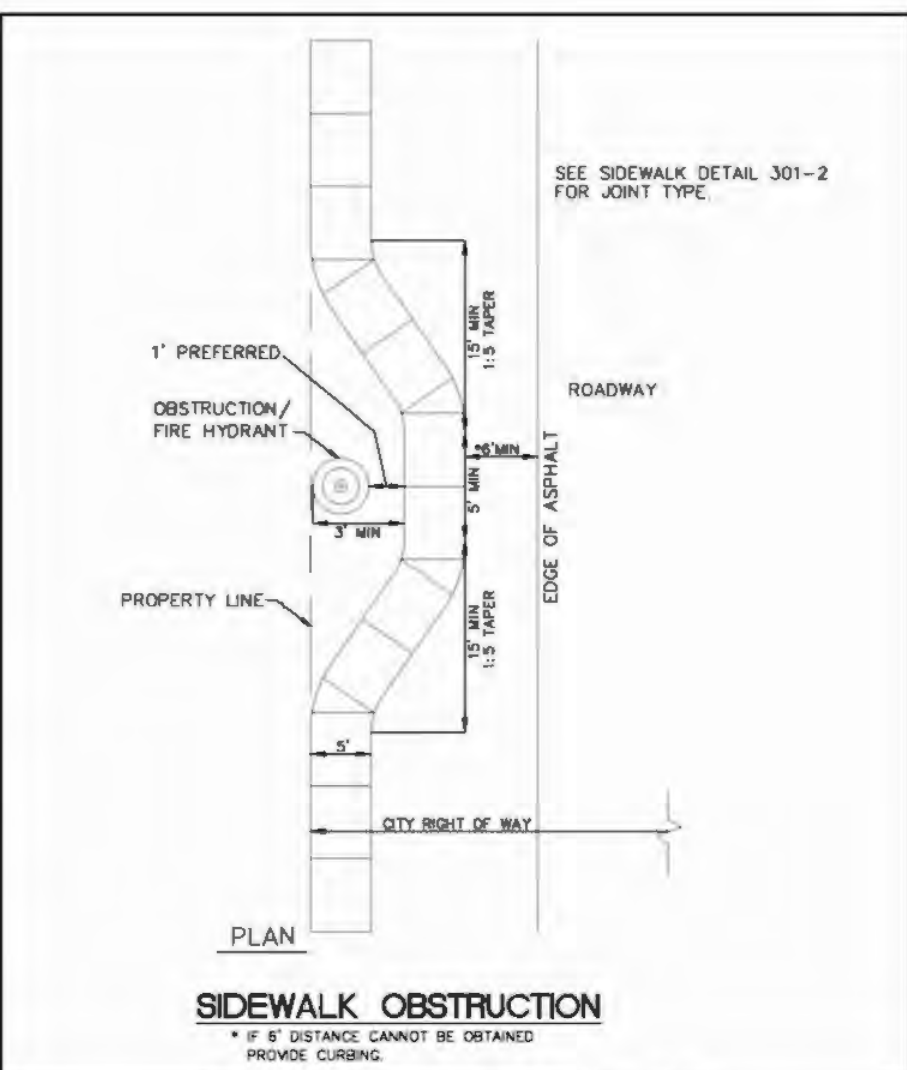 SEE SIDEWALK DETAIL 301-2
FOR JOINT TYPE.
15' MIN
1:5 TAPER
1' PREFERRED
ROADWAY
OBSTRUCTION/
FIRE HYDRANT
*6'MIN
5' MIN
EDGE OF ASPHALT
3' MIN
PROPERTY LINE
15' MIN
1:5 TAPER
5'
CITY RIGHT OF WAY
PLAN
SIDEWALK OBSTRUCTION
* IF 6' DISTANCE CANNOT BE OBTAINED
PROVIDE CURBING.